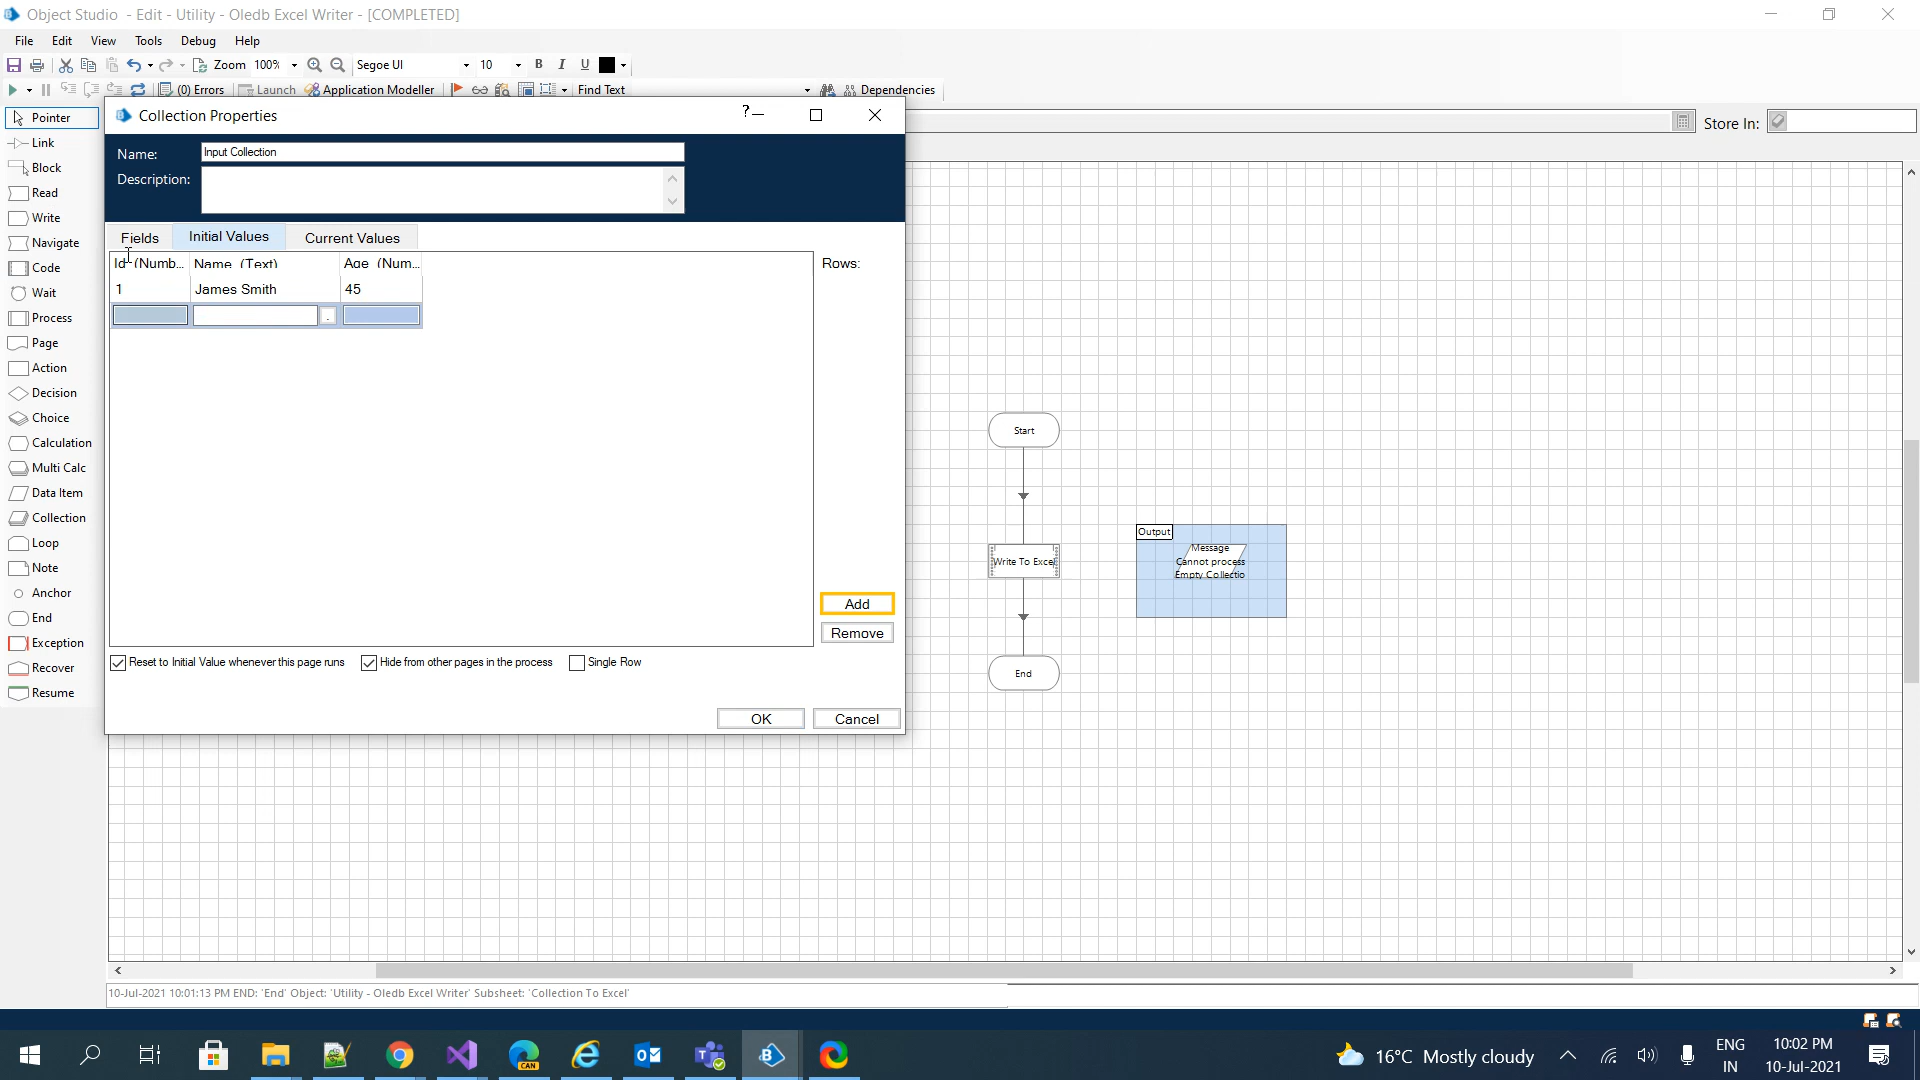 Object Studio - Edit - Utility - Oledb Excel Writer - [COMPLETED]
File Edit View Tools Debug Help
Zoom 100% Segoe UI 10 B I U
(0) Errors Launch Application Modeller Find Text Dependencies
Pointer
Link
Block
Read
Write
Navigate
Code
Wait
Process
Page
Action
Decision
Choice
Calculation
Multi Calc
Data Item
Collection
Loop
Note
Anchor
End
Exception
Recover
Resume
Collection Properties ?
Name: Input Collection
Description:
Fields Initial Values Current Values
Id (Numb... Name (Text) Age (Num...
1 James Smith 45
.
Rows:
Add
Remove
Reset to Initial Value whenever this page runs Hide from other pages in the process Single Row
OK Cancel
Store In:
Start
Write To Excel
End
Output
Message
Cannot process
Empty Collectio
10-Jul-2021 10:01:13 PM END: 'End' Object: 'Utility - Oledb Excel Writer' Subsheet: 'Collection To Excel'
CAN
B
16°C Mostly cloudy
ENG
IN
10:02 PM
10-Jul-2021